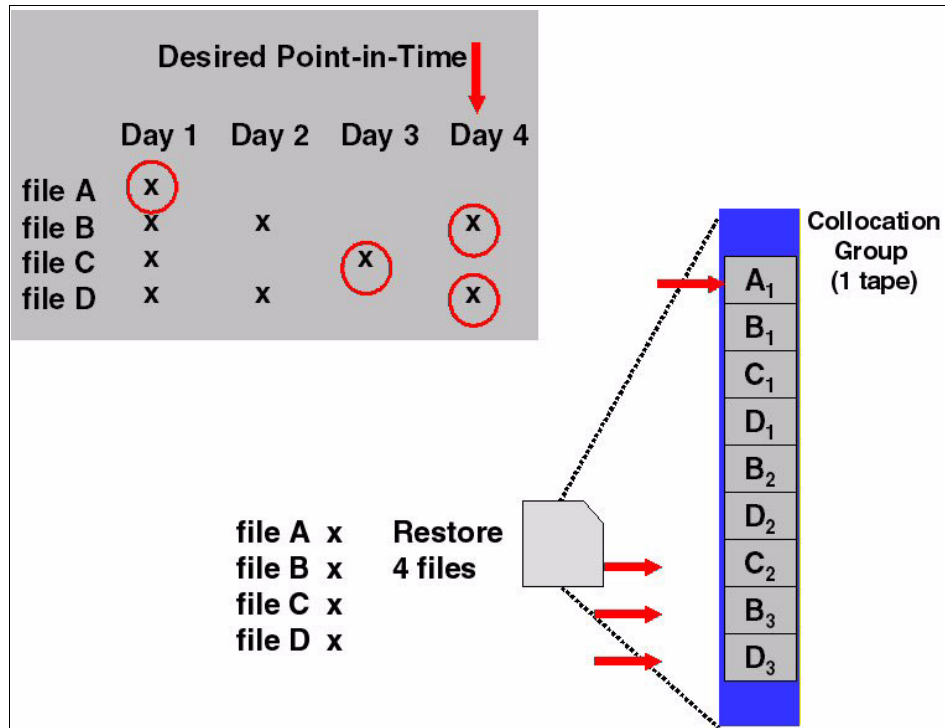 Desired Point-in-Time
Day 1 Day 2 Day 3 Day 4
file A x
file B x x x
file C x x
file D x x x
Collocation
Group
(1 tape)
A1
B1
C1
D1
B2
D2
C2
B3
D3
file A x
file B x
file C x
file D x
Restore
4 files